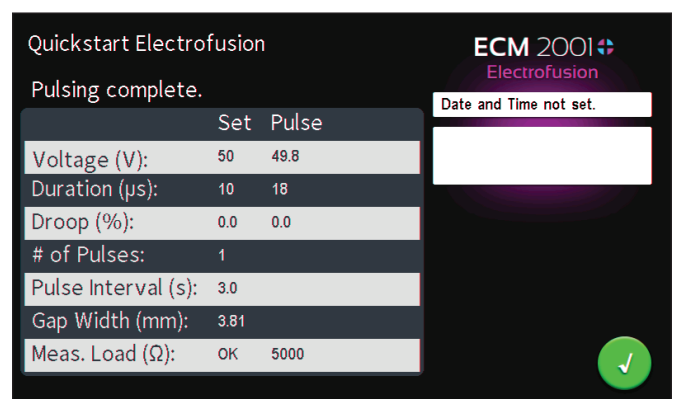 Quickstart Electrofusion
Pulsing complete.
Set Pulse
Voltage (V): 50 49.8
Duration (µs): 10 18
Droop (%): 0.0 0.0
# of Pulses: 1
Pulse Interval (s): 3.0
Gap Width (mm): 3.81
Meas. Load (Ω): OK 5000
ECM 2001
Electrofusion
Date and Time not set.